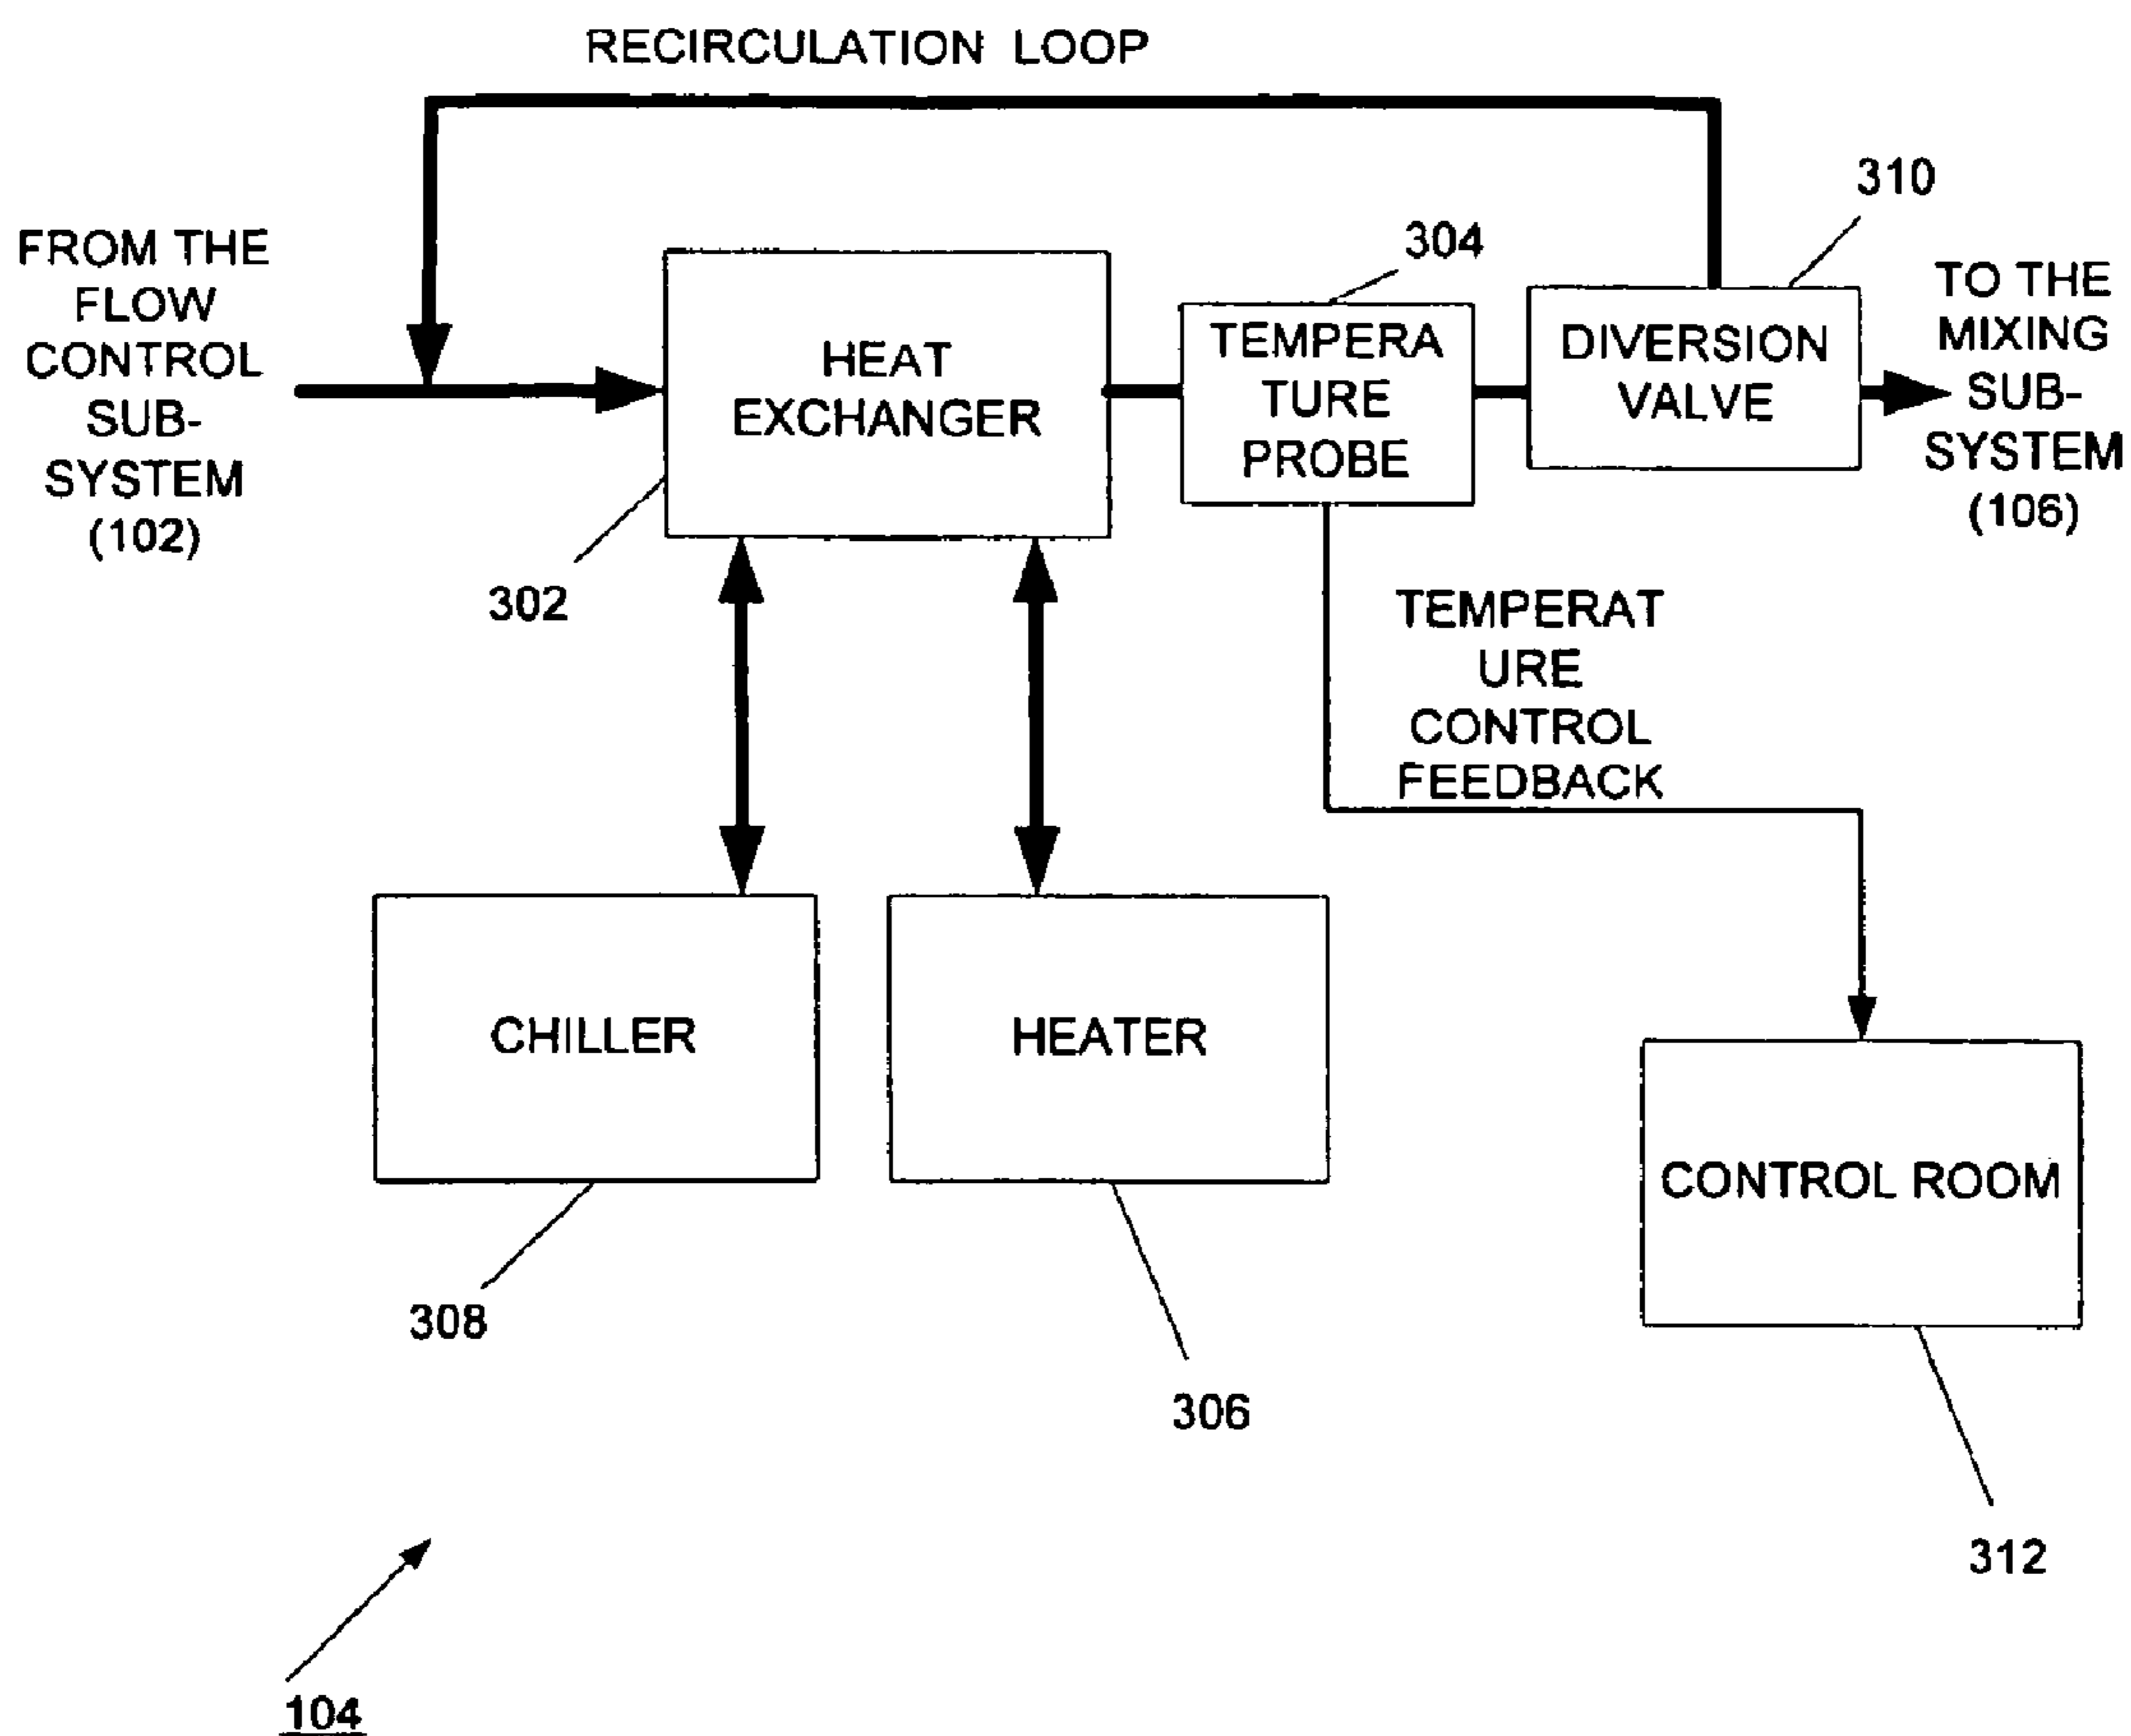 RECIRCULATION LOOP
310
304
FROM THE
FLOW
CONTROL
SUB-
SYSTEM
(102)
HEAT
EXCHANGER
TEMPERA
TURE
PROBE
DIVERSION
VALVE
TO THE
MIXING
SUB-
SYSTEM
(106)
302
TEMPERAT
URE
CONTROL
FEEDBACK
CHILLER
HEATER
CONTROL ROOM
308
306
312
104